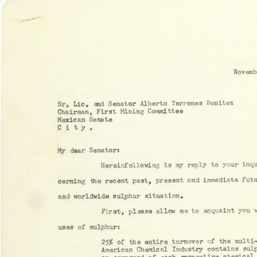 Novemb
Sr. Lic. and Senator Alberto Terrones Benitez
Chairman, First Mining Committee
Mexican Senate
C i t y .
My dear Senator:
Hereinfollowing is my reply to your inqu
cerning the recent past, present and immediate futu
and worldwide sulphur situation.
First, please allow me to acquaint you w
uses of sulphur:
25% of the entire turnover of the multi-
American Chemical Industry contains sulp